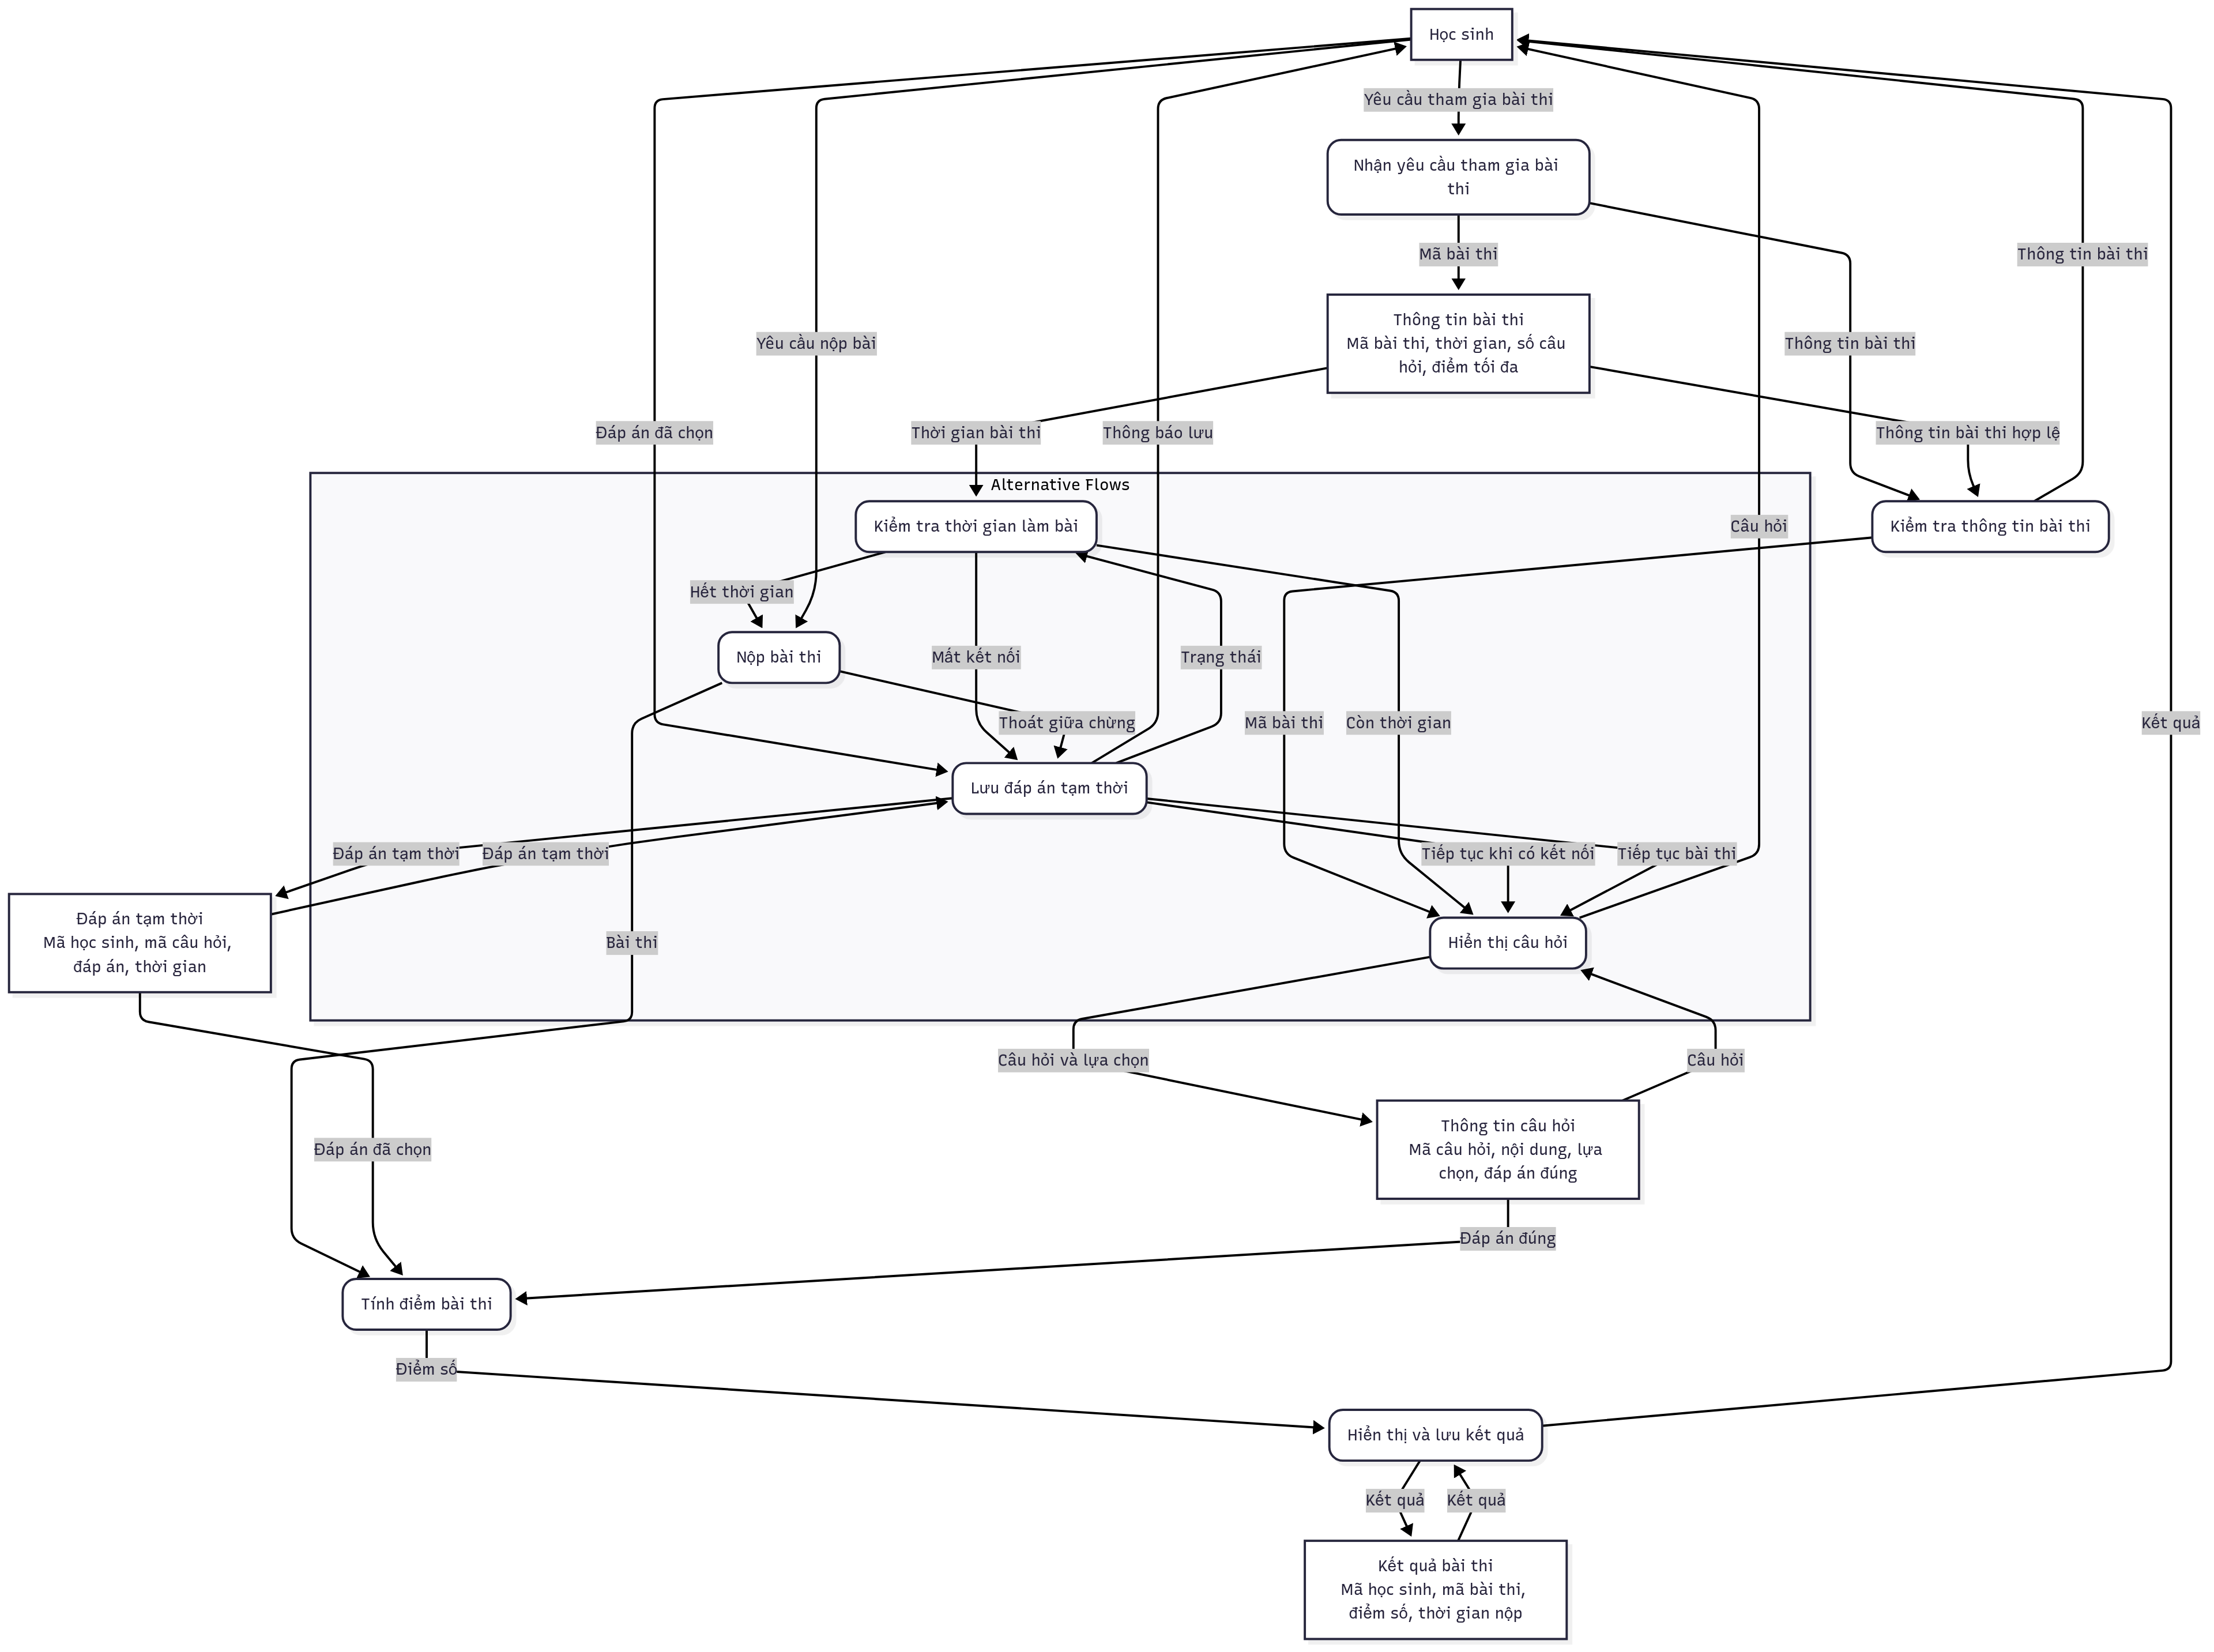 Học sinh
Yêu cầu tham gia bài thi
Nhận yêu cầu tham gia bài
thi
Mã bài thi
Thông tin bài thi
Thông tin bài thi
Mã bài thi, thời gian, số câu
hỏi, điểm tối đa
Yêu cầu nộp bài
Thông tin bài thi
Đáp án đã chọn
Thời gian bài thi
Thông báo lưu
Thông tin bài thi hợp lệ
Alternative Flows
Kiểm tra thời gian làm bài
Câu hỏi
Kiểm tra thông tin bài thi
Hết thời gian
Nộp bài thi
Mất kết nối
Trạng thái
Thoát giữa chừng
Mã bài thi
Còn thời gian
Kết quả
Lưu đáp án tạm thời
Đáp án tạm thời
Đáp án tạm thời
Tiếp tục khi có kết nối
Tiếp tục bài thi
Đáp án tạm thời
Mã học sinh, mã câu hỏi,
đáp án, thời gian
Bài thi
Hiển thị câu hỏi
Câu hỏi và lựa chọn
Câu hỏi
Đáp án đã chọn
Thông tin câu hỏi
Mã câu hỏi, nội dung, lựa
chọn, đáp án đúng
Đáp án đúng
Tính điểm bài thi
Điểm số
Hiển thị và lưu kết quả
Kết quả
Kết quả
Kết quả bài thi
Mã học sinh, mã bài thi,
điểm số, thời gian nộp